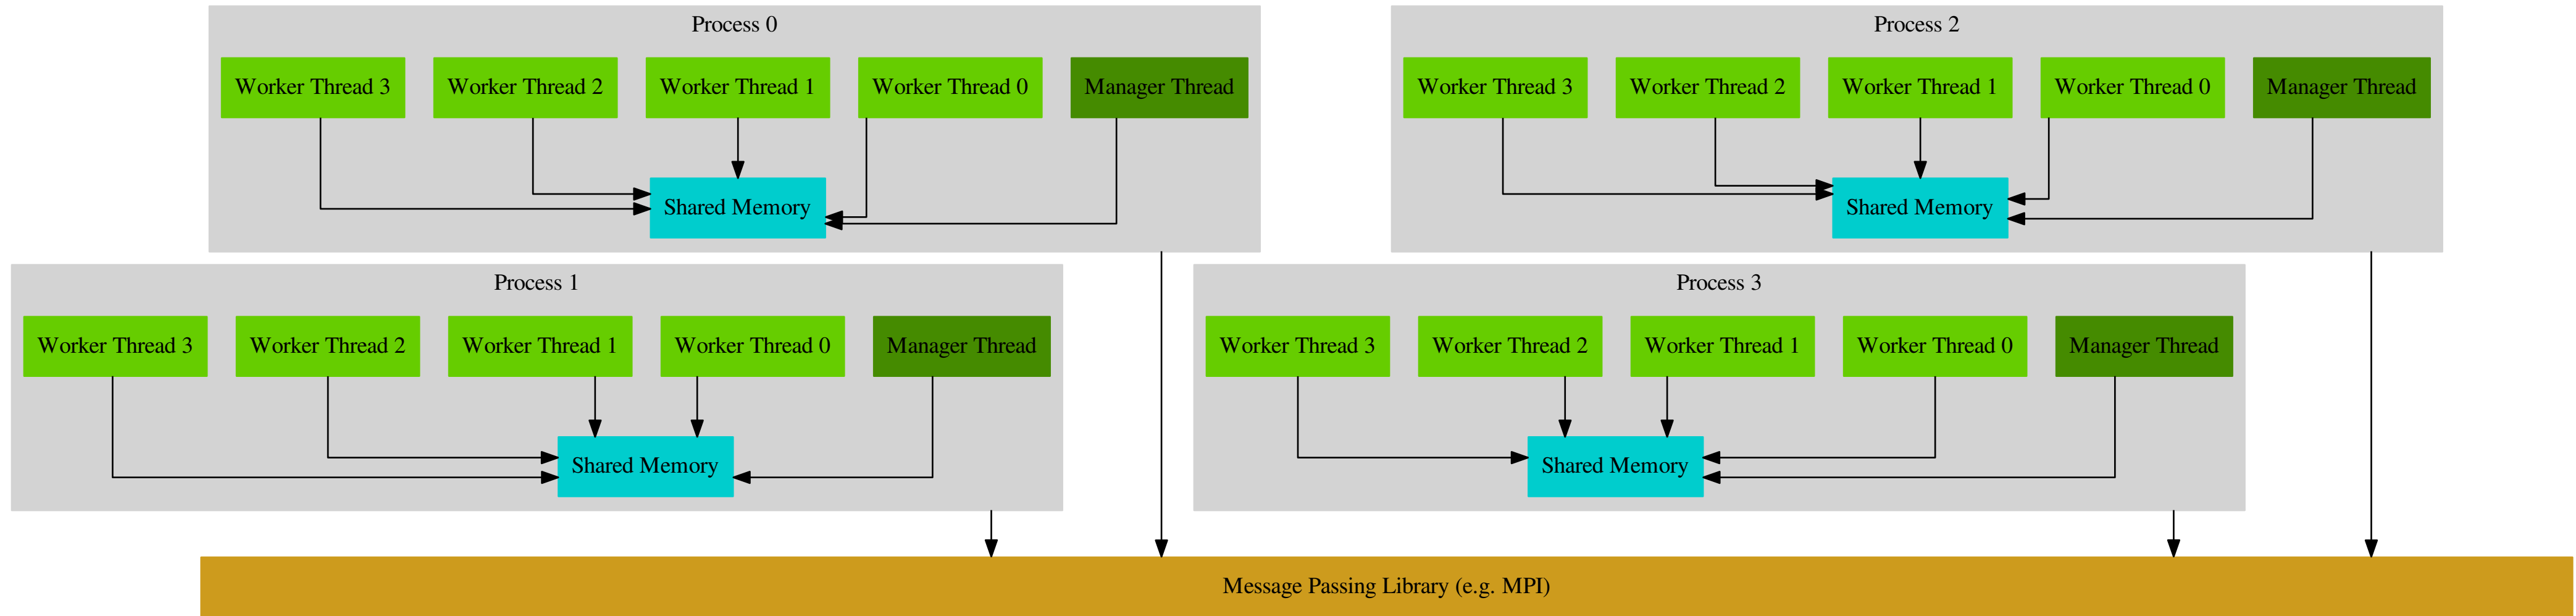 Process 0
Worker Thread 3
Worker Thread 2
Worker Thread 1
Worker Thread 0
Manager Thread
Shared Memory
Process 2
Worker Thread 3
Worker Thread 2
Worker Thread 1
Worker Thread 0
Manager Thread
Shared Memory
Process 1
Worker Thread 3
Worker Thread 2
Worker Thread 1
Worker Thread 0
Manager Thread
Shared Memory
Process 3
Worker Thread 3
Worker Thread 2
Worker Thread 1
Worker Thread 0
Manager Thread
Shared Memory
Message Passing Library (e.g. MPI)